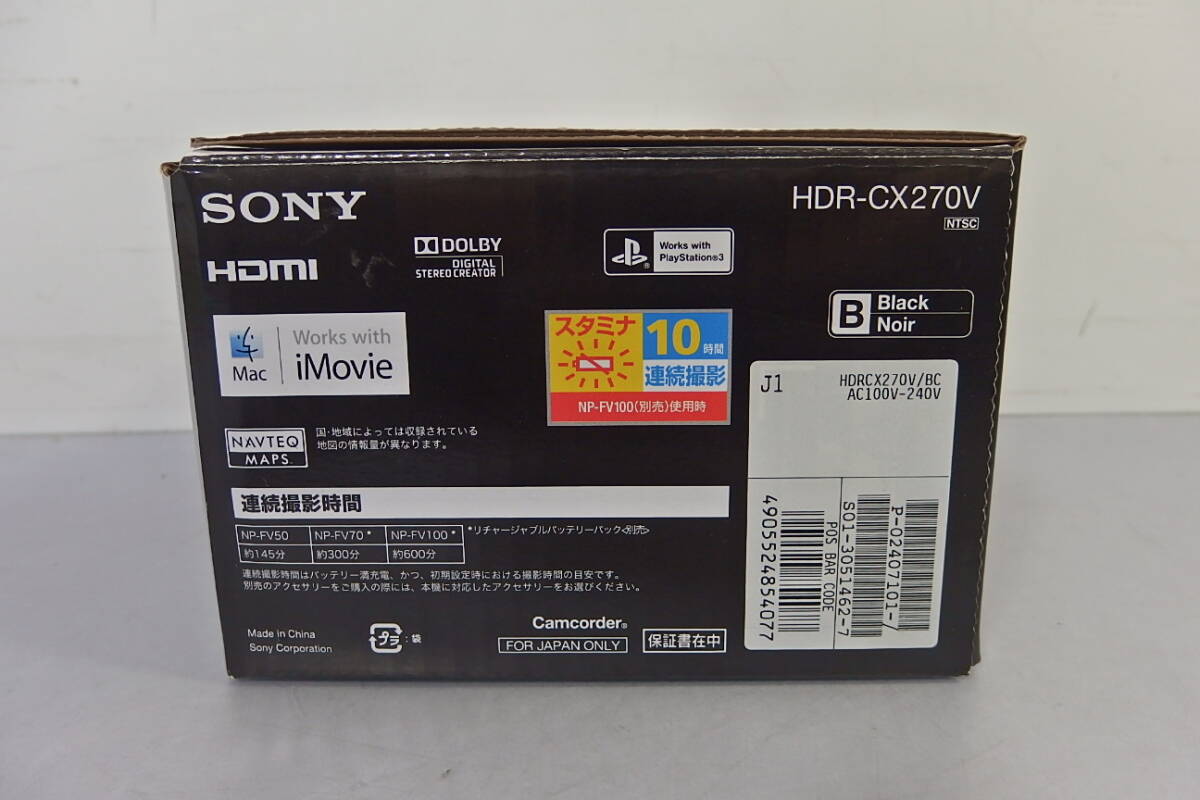 SONY
HDR-CX270V
NTSC
HDMI
DOLBY
DIGITAL
STEREO CREATOR
Works with
PlayStation®3
B
Black
Noir
Mac
Works with
iMovie
スタミナ
10時間
連続撮影
NP-FV100(別売)使用時
NAVTEQ
MAPS
国・地域によっては収録されている
地図の情報量が異なります。
連続撮影時間
NP-FV50 NP-FV70* NP-FV100*
約145分 約300分 約600分
*リチャージャブルバッテリーパック<別売>
連続撮影時間はバッテリー満充電、かつ、初期設定時における撮影時間の目安です。
別売のアクセサリーをご購入の際には、本機に対応したアクセサリーをお選びください。
Made in China
Sony Corporation
プラ :袋
Camcorder®
FOR JAPAN ONLY
保証書在中
J1
HDRCX270V/BC
AC100V-240V
4905524854077
POS BAR CODE
S01-3051462-7
P-02407101-/